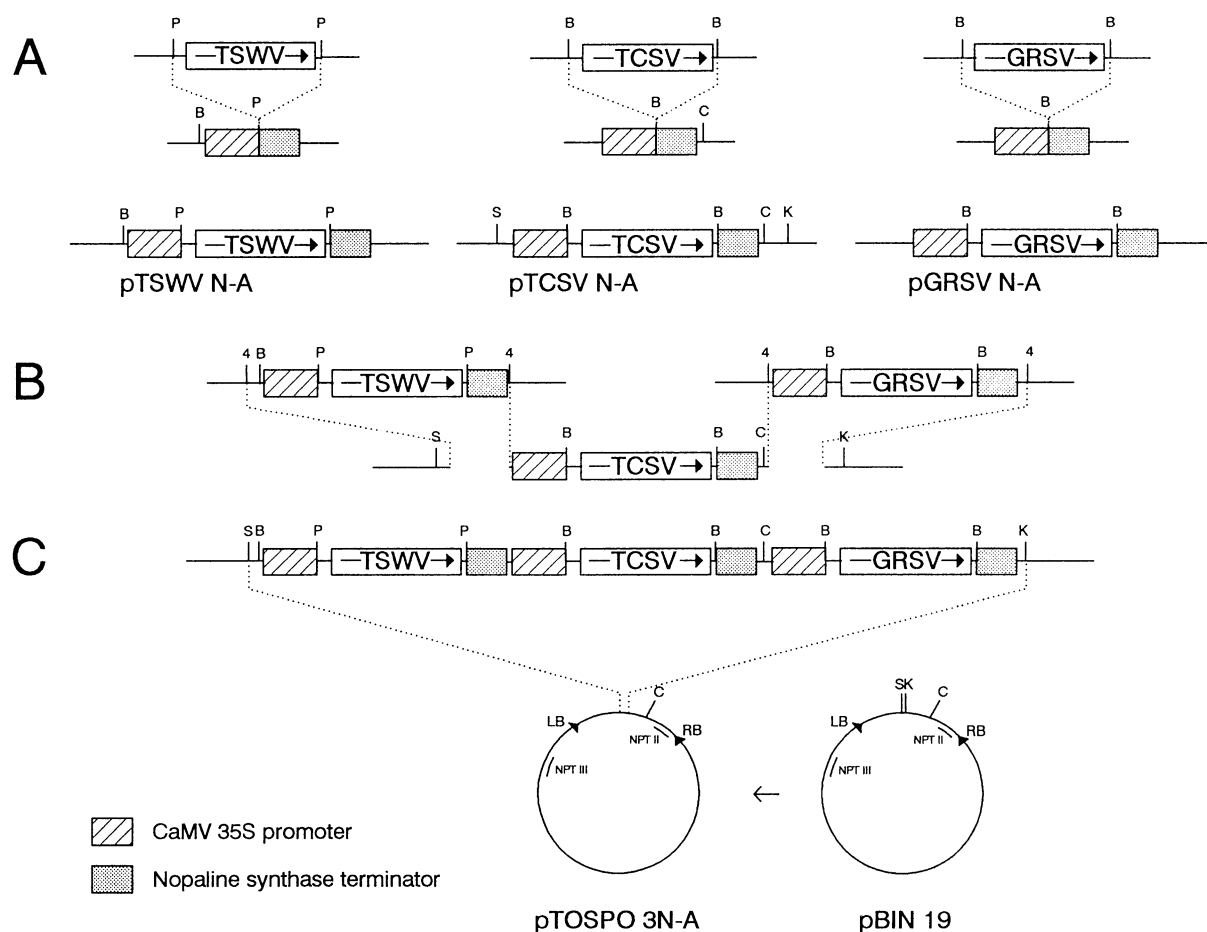 A
P P B B B B
TSWV TCSV GRSV
B P B C B
B P P S B B C K B B
TSWV TCSV GRSV
pTSWV N-A pTCSV N-A pGRSV N-A
B
4 B P P 4 4 B B 4
TSWV GRSV
S B B C K
TCSV
C
S B P P B B C B B K
TSWV TCSV GRSV
C SK C
LB RB LB RB
NPT II NPT II
NPT III NPT III
←
CaMV 35S promoter
Nopaline synthase terminator
pTOSPO 3N-A pBIN 19